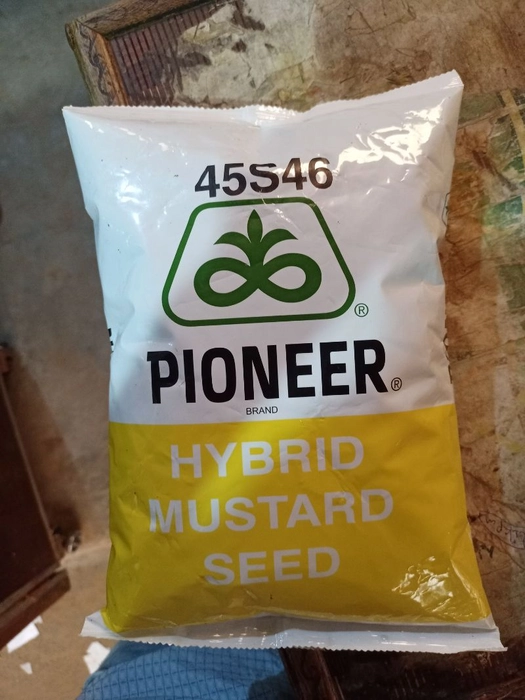 45S46
®
PIONEER®
BRAND
HYBRID
MUSTARD
SEED